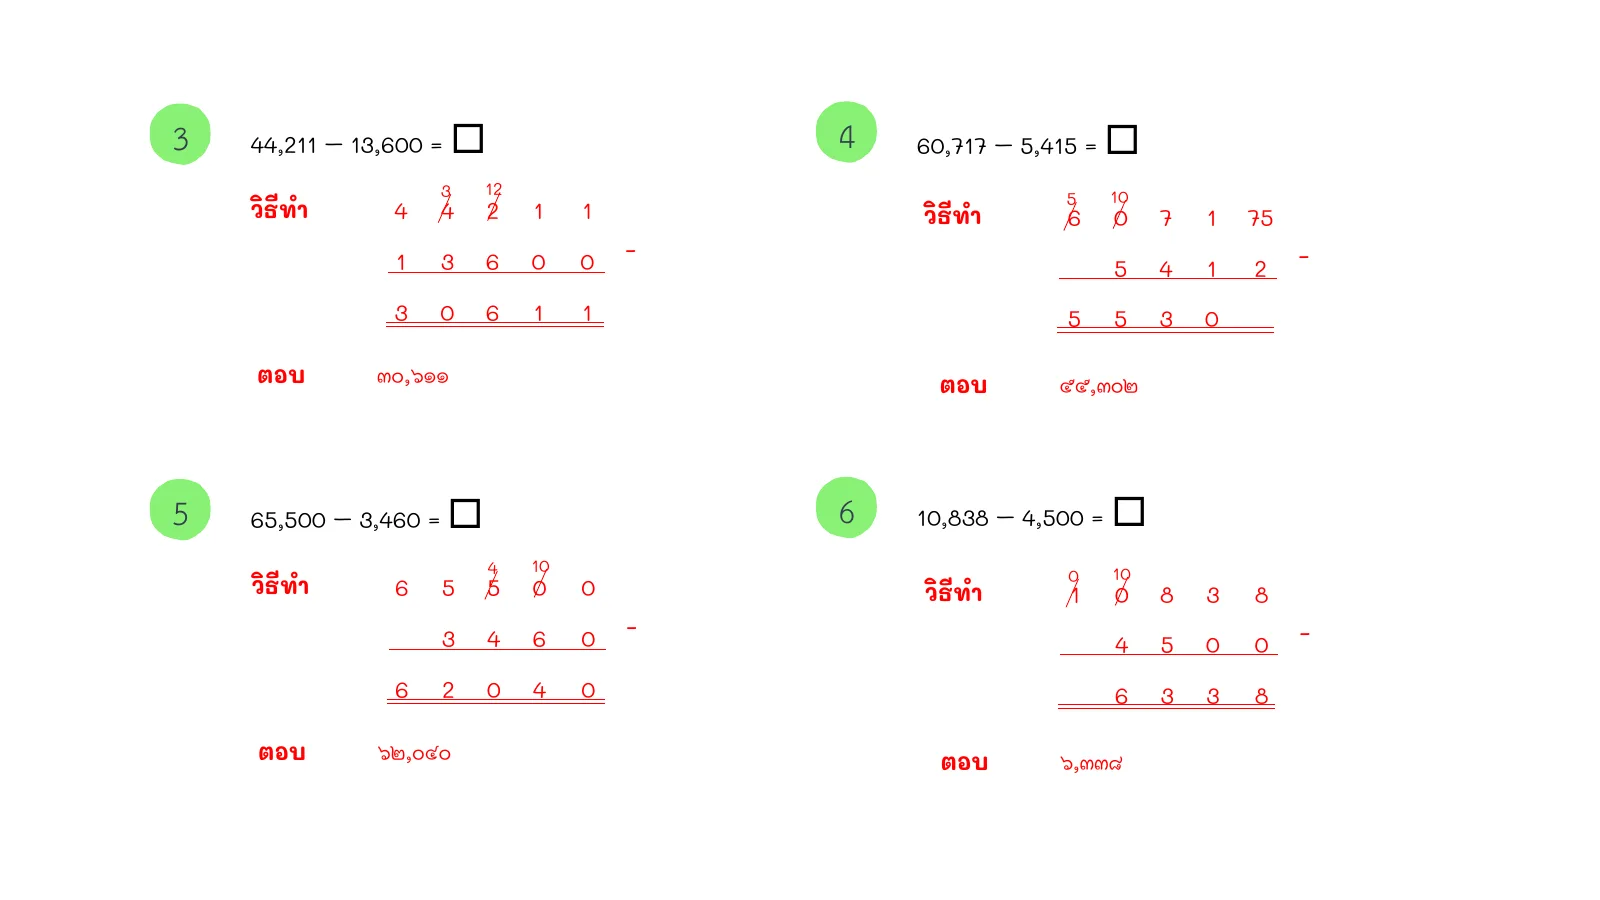 3
44,211 – 13,600 = □
3 12
วิธีทำ 4 4 2 1 1
-
1 3 6 0 0
3 0 6 1 1
ตอบ ๓๐,๖๑๑
4
60,717 – 5,415 = □
5 10
วิธีทำ 6 0 7 1 75
-
5 4 1 2
5 5 3 0
ตอบ ๕๕,๓๐๒
5
65,500 – 3,460 = □
4 10
วิธีทำ 6 5 5 0 0
-
3 4 6 0
6 2 0 4 0
ตอบ ๖๒,๐๔๐
6
10,838 – 4,500 = □
0 10
วิธีทำ 1 0 8 3 8
-
4 5 0 0
6 3 3 8
ตอบ ๖,๓๓๘